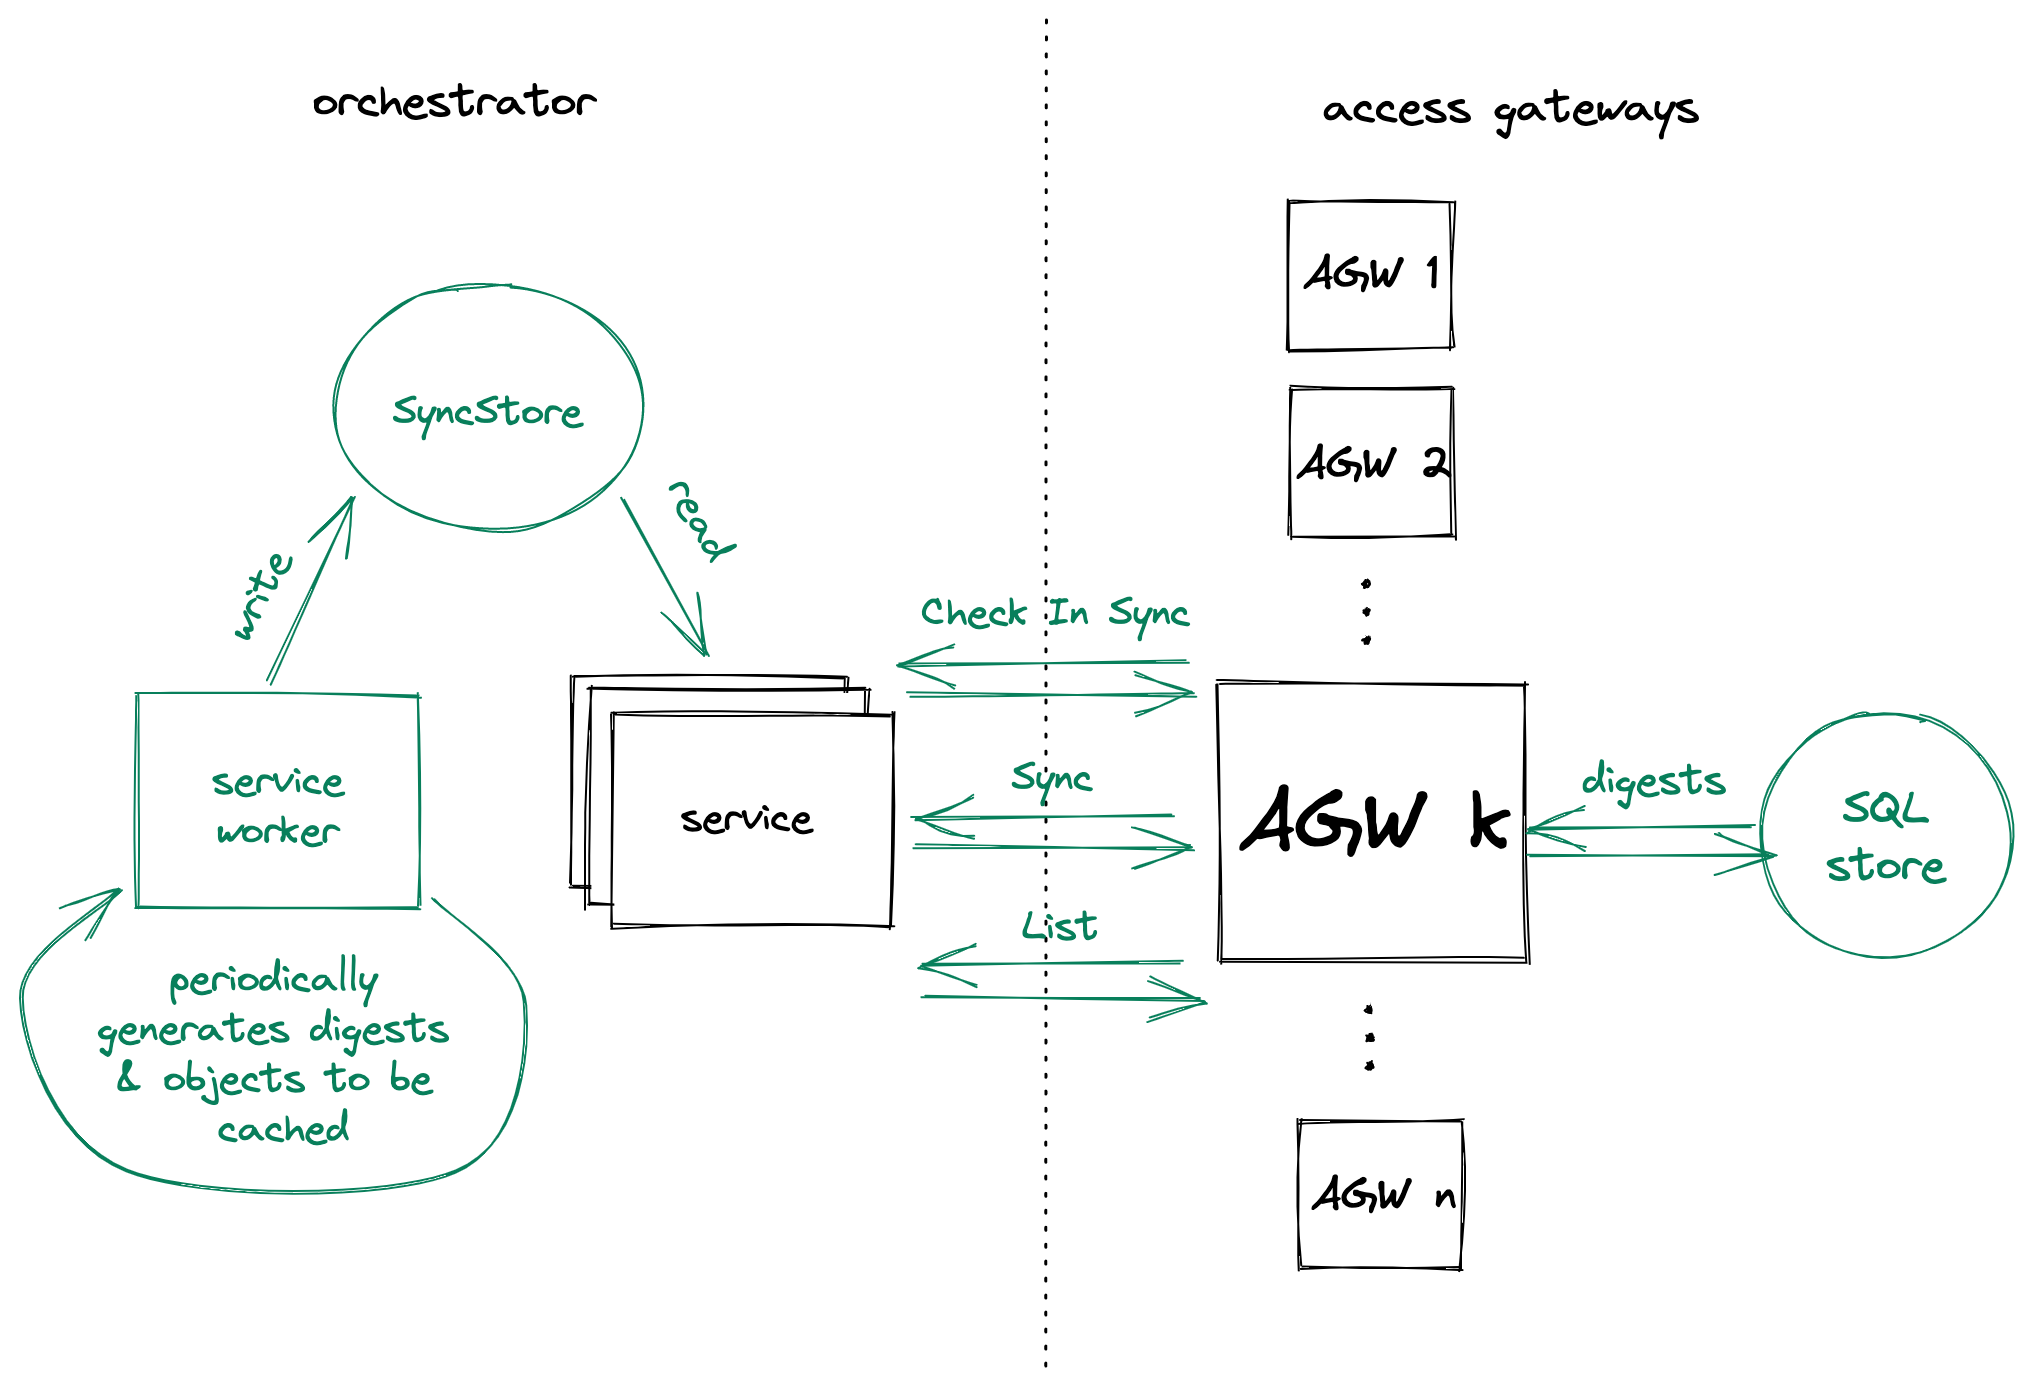 orchestrator
access gateways
AGW 1
SyncStore
AGW 2
read
write
Check In Sync
service
worker
service
Sync
AGW k
digests
SQL
store
List
periodically
generates digests
& objects to be
cached
AGW n